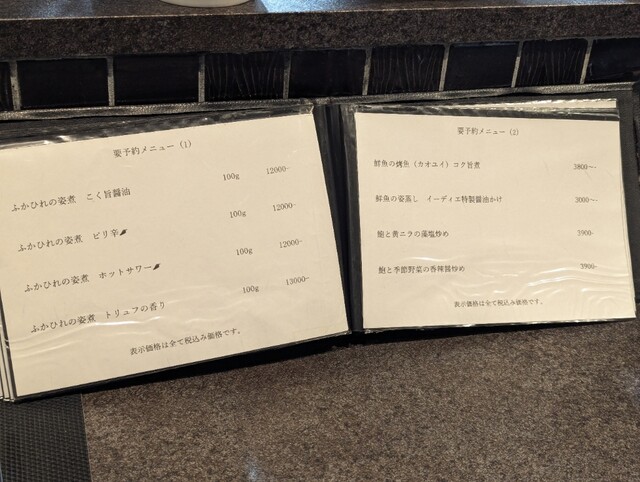 要予約メニュー（1）
ふかひれの姿煮　こく旨醤油　100g　12000-
ふかひれの姿煮　ピリ辛🌶　100g　12000-
ふかひれの姿煮　ホットサワー🌶　100g　12000-
ふかひれの姿煮　トリュフの香り　100g　13000-
表示価格は全て税込み価格です。
要予約メニュー（2）
鮮魚の烤魚（カオユイ）コク旨煮　3800〜-
鮮魚の姿蒸し　イーディエ特製醤油かけ　3000〜-
鮑と黄ニラの藻塩炒め　3900-
鮑と季節野菜の香辣醤炒め　3900-
表示価格は全て税込み価格です。